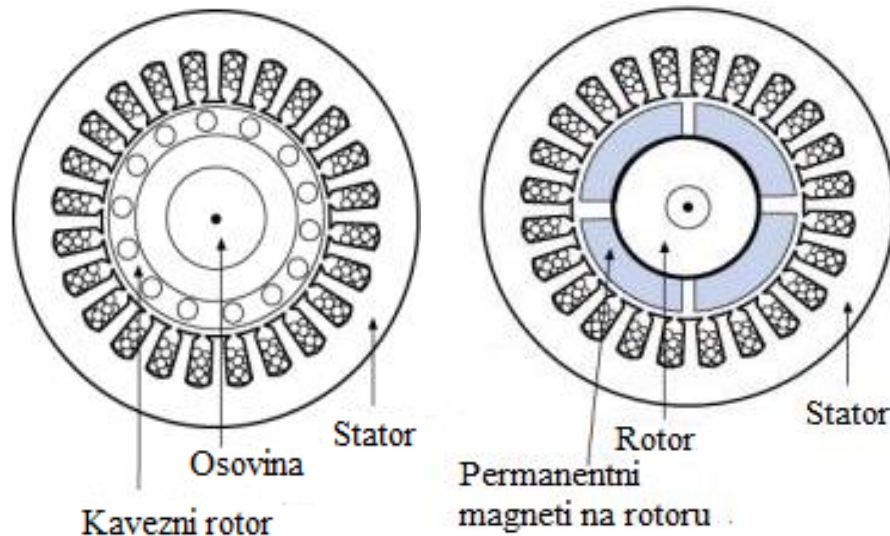 Stator
Osovina
Kavezni rotor
Stator
Rotor
Permanentni
magneti na rotoru